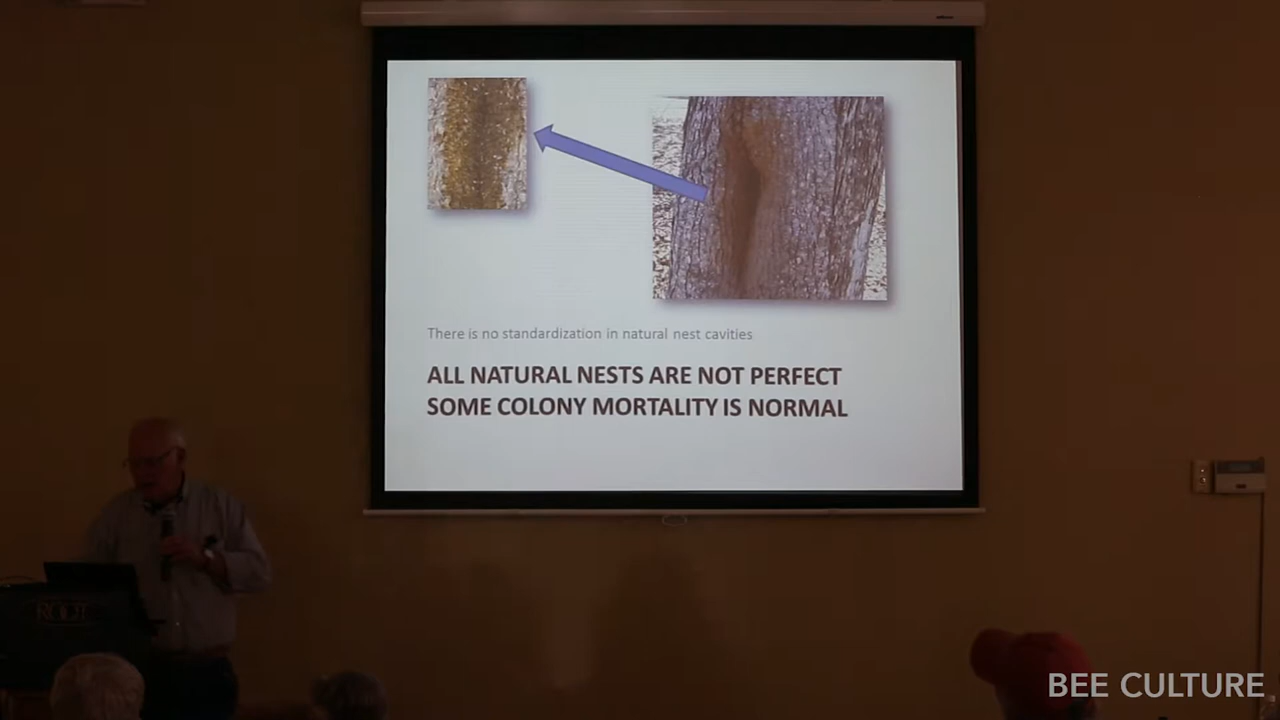 There is no standardization in natural nest cavities
ALL NATURAL NESTS ARE NOT PERFECT
SOME COLONY MORTALITY IS NORMAL
ROOT
BEE CULTURE